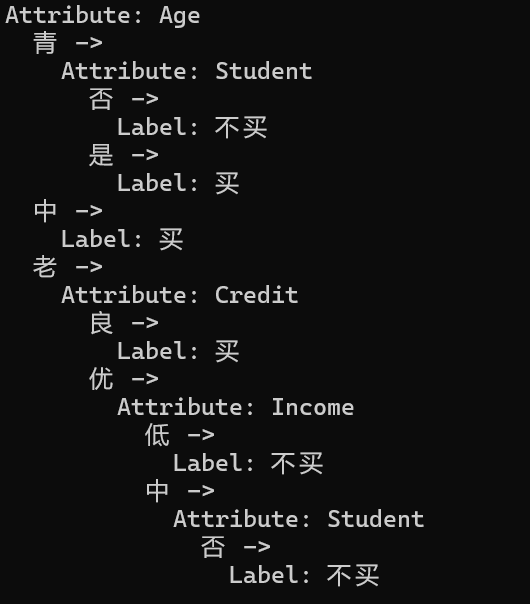 Attribute: Age
青 ->
Attribute: Student
否 ->
Label: 不买
是 ->
Label: 买
中 ->
Label: 买
老 ->
Attribute: Credit
良 ->
Label: 买
优 ->
Attribute: Income
低 ->
Label: 不买
中 ->
Attribute: Student
否 ->
Label: 不买